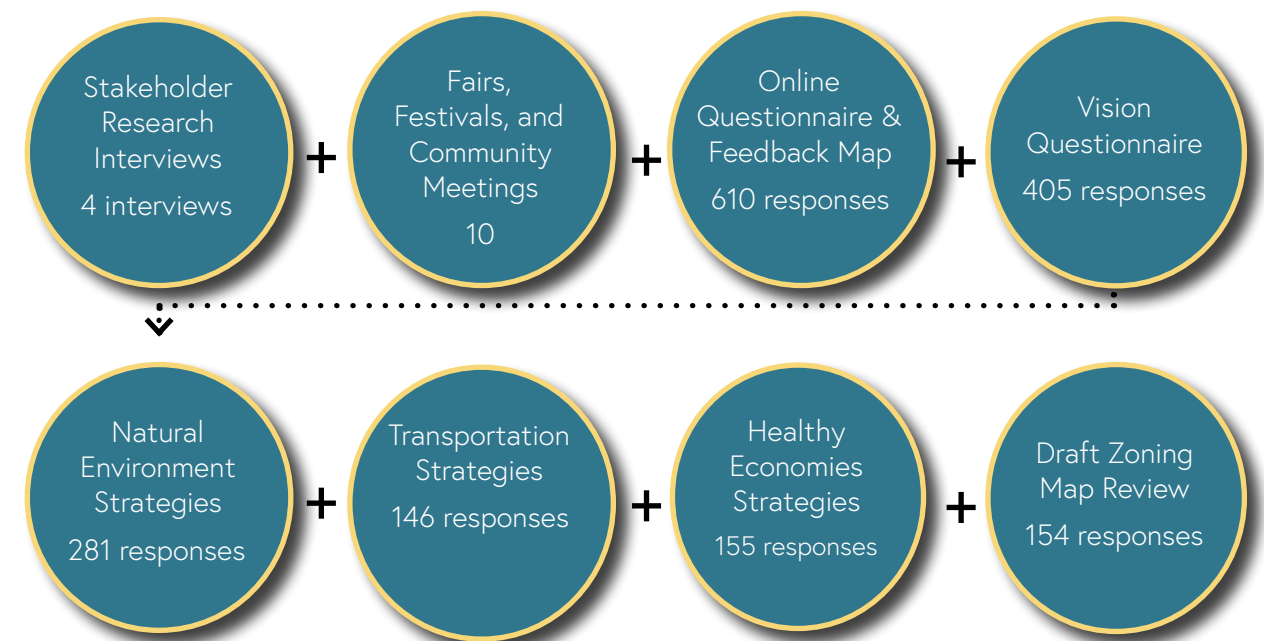 Stakeholder
Research
Interviews
4 interviews
+
Fairs,
Festivals, and
Community
Meetings
10
+
Online
Questionnaire &
Feedback Map
610 responses
+
Vision
Questionnaire
405 responses
Natural
Environment
Strategies
281 responses
+
Transportation
Strategies
146 responses
+
Healthy
Economies
Strategies
155 responses
+
Draft Zoning
Map Review
154 responses